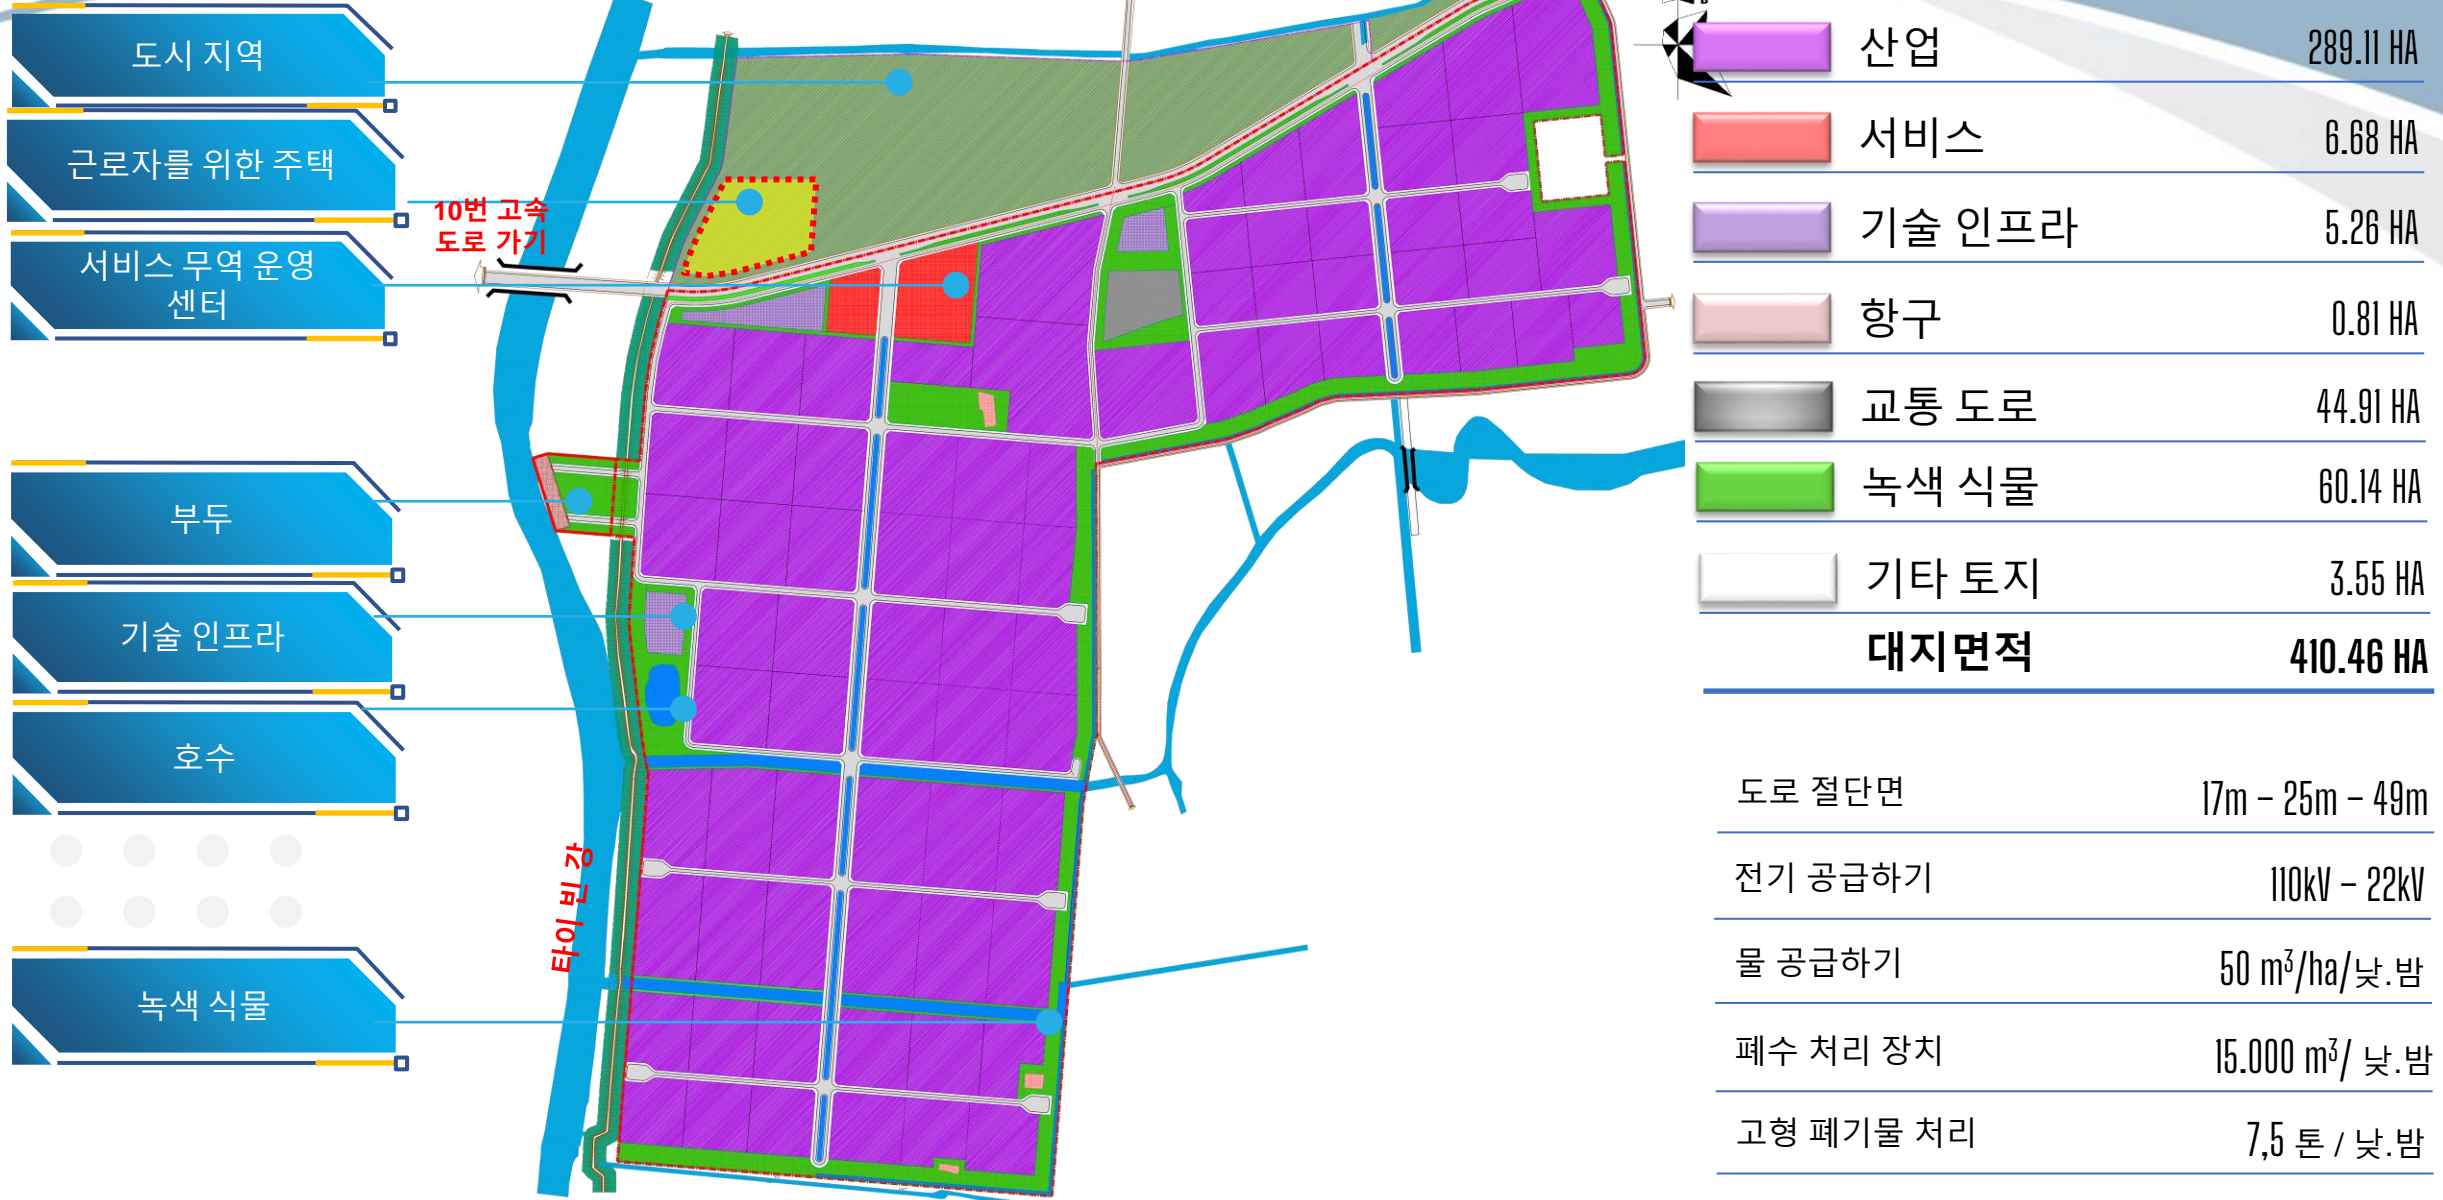 도시 지역
근로자를 위한 주택
서비스 무역 운영
센터
부두
기술 인프라
호수
녹색 식물
10번 고속
도로 가기
타이 빈 강
산업 289.11 HA
서비스 6.68 HA
기술 인프라 5.26 HA
항구 0.81 HA
교통 도로 44.91 HA
녹색 식물 60.14 HA
기타 토지 3.55 HA
대지면적 410.46 HA
도로 절단면 17m – 25m – 49m
전기 공급하기 110kV – 22kV
물 공급하기 50 m³/ha/낮.밤
폐수 처리 장치 15.000 m³/ 낮.밤
고형 폐기물 처리 7,5 톤 / 낮.밤